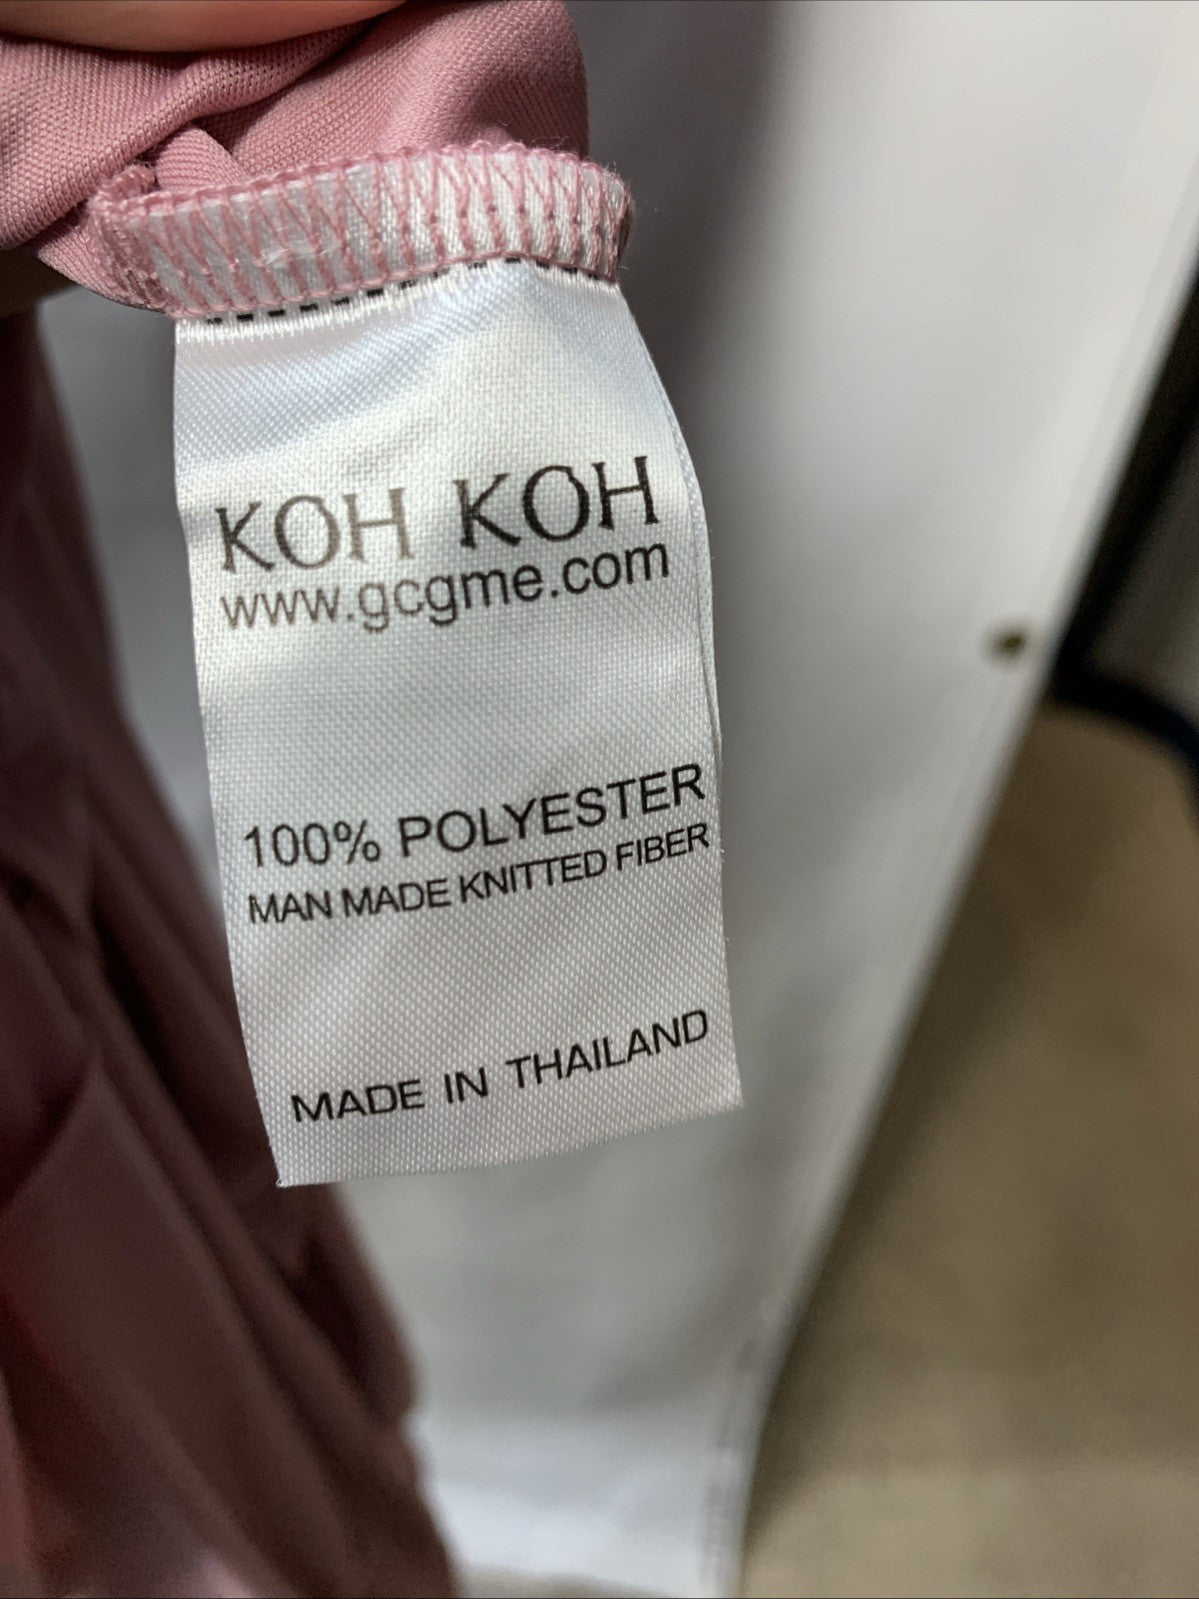 KOH KOH
www.gcgme.com
100% POLYESTER
MAN MADE KNITTED FIBER
MADE IN THAILAND